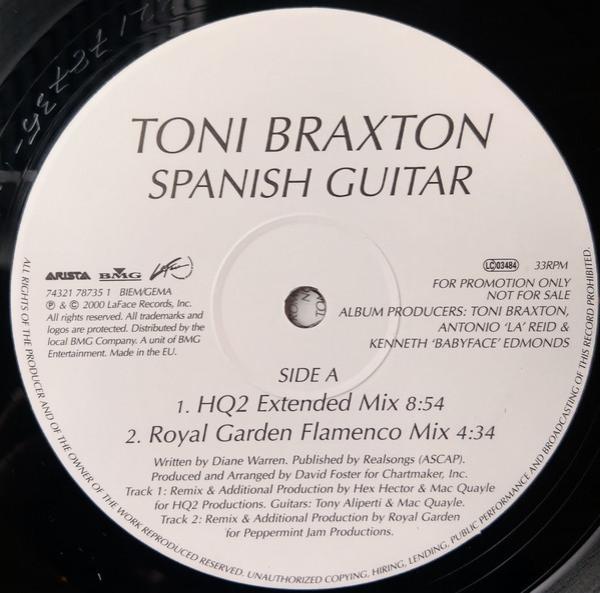 TONI BRAXTON
SPANISH GUITAR
ARISTA BMG LaFace
74321 78735 1 BIEM/GEMA
℗ & © 2000 LaFace Records, Inc.
All rights reserved. All trademarks and
logos are protected. Distributed by the
local BMG Company. A unit of BMG
Entertainment. Made in the EU.
LC 03484 33RPM
FOR PROMOTION ONLY
NOT FOR SALE
ALBUM PRODUCERS: TONI BRAXTON,
ANTONIO 'LA' REID &
KENNETH 'BABYFACE' EDMONDS
SIDE A
1. HQ2 Extended Mix 8:54
2. Royal Garden Flamenco Mix 4:34
Written by Diane Warren. Published by Realsongs (ASCAP).
Produced and Arranged by David Foster for Chartmaker, Inc.
Track 1: Remix & Additional Production by Hex Hector & Mac Quayle
for HQ2 Productions. Guitars: Tony Aliperti & Mac Quayle.
Track 2: Remix & Additional Production by Royal Garden
for Peppermint Jam Productions.
ALL RIGHTS OF THE PRODUCER AND OF THE OWNER OF THE WORK REPRODUCED RESERVED. UNAUTHORIZED COPYING, HIRING, LENDING, PUBLIC PERFORMANCE AND BROADCASTING OF THIS RECORD PROHIBITED.